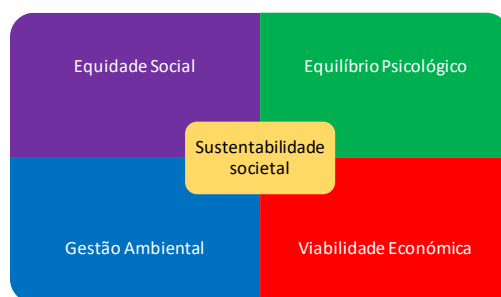 Equidade Social
Equilíbrio Psicológico
Sustentabilidade
societal
Gestão Ambiental
Viabilidade Económica